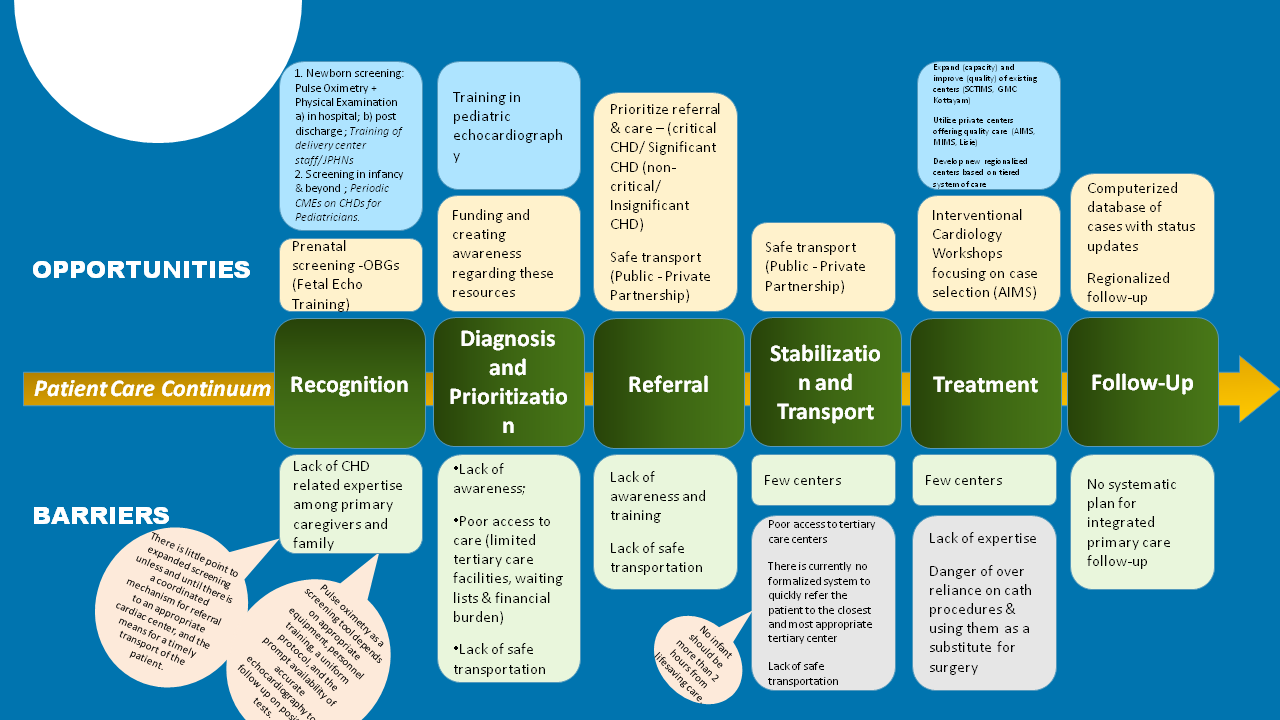 1. Newborn screening:
Pulse Oximetry +
Physical Examination
a) in hospital; b) post
discharge; Training of
delivery center
staff/JPHNs
2. Screening in infancy
& beyond ; Periodic
CMEs on CHDs for
Pediatricians.
Prenatal
screening -OBGs
(Fetal Echo
Training)
Training in
pediatric
echocardiograph
y
Funding and
creating
awareness
regarding these
resources
Prioritize referral
& care – (critical
CHD/ Significant
CHD (non-
critical/
Insignificant
CHD)
Safe transport
(Public - Private
Partnership)
Safe transport
(Public - Private
Partnership)
Expand (capacity) and
improve (quality) of existing
centers (SCTIMS, GMC
Kottayam)
Utilize private centers
offering quality care (AIMS,
MIMS, Lisie)
Develop new regionalized
centers based on tiered
system of care
Interventional
Cardiology
Workshops
focusing on case
selection (AIMS)
Computerized
database of
cases with status
updates
Regionalized
follow-up
OPPORTUNITIES
Patient Care Continuum
Recognition
Diagnosis
and
Prioritizatio
n
Referral
Stabilizatio
n and
Transport
Treatment
Follow-Up
BARRIERS
Lack of CHD
related expertise
among primary
caregivers and
family
•Lack of
awareness;
•Poor access to
care (limited
tertiary care
facilities, waiting
lists & financial
burden)
•Lack of safe
transportation
Lack of
awareness and
training
Lack of safe
transportation
Few centers
Poor access to tertiary
care centers
There is currently no
formalized system to
quickly refer the
patient to the closest
and most appropriate
tertiary center
Lack of safe
transportation
Few centers
Lack of expertise
Danger of over
reliance on cath
procedures &
using them as a
substitute for
surgery
No systematic
plan for
integrated
primary care
follow-up
There is little point to
expanded screening
unless and until there is
a coordinated
mechanism for referral
to an appropriate
cardiac center, and the
means for a timely
transport of the
patient.
Pulse oximetry as a
screening tool depends
on appropriate
equipment, personnel
training, a uniform
protocol, and the
prompt availability of
accurate
echocardiography to
follow up on
tests.
No infant
should be
more than 2
hours from
lifesaving care